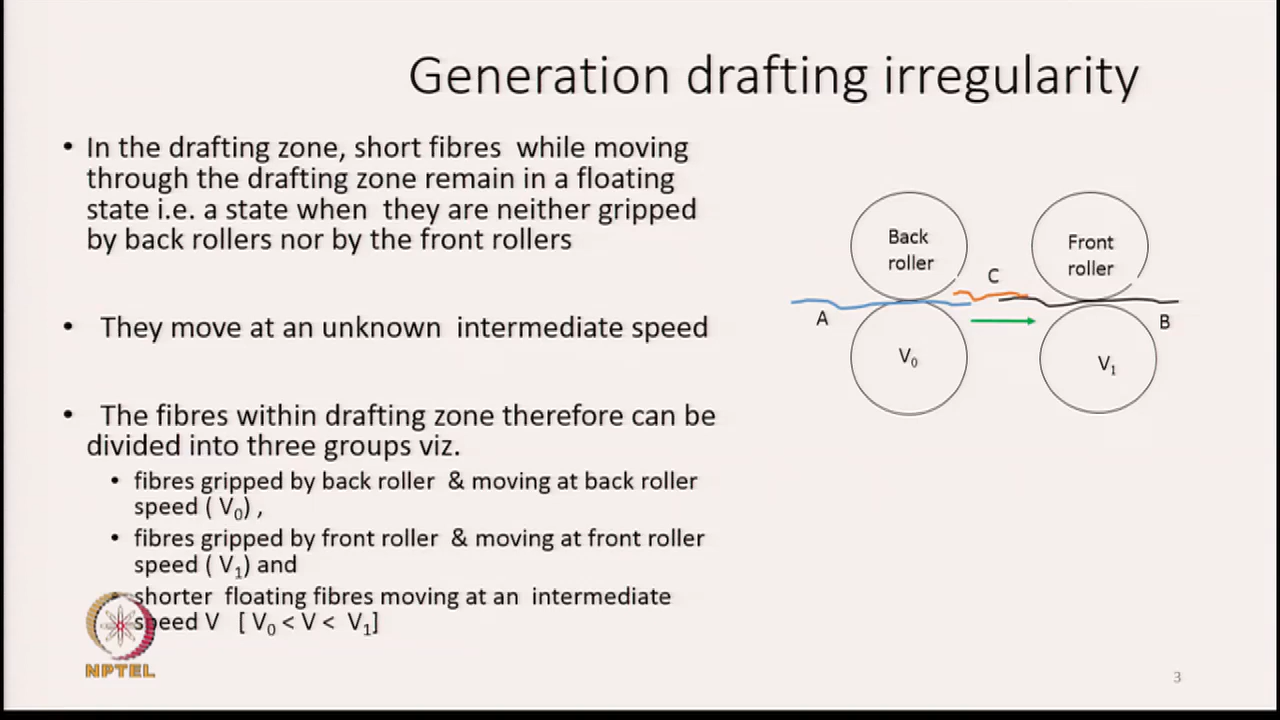 Generation drafting irregularity
• In the drafting zone, short fibres while moving
through the drafting zone remain in a floating
state i.e. a state when they are neither gripped
by back rollers nor by the front rollers
• They move at an unknown intermediate speed
• The fibres within drafting zone therefore can be
divided into three groups viz.
• fibres gripped by back roller & moving at back roller
speed ( V₀) ,
• fibres gripped by front roller & moving at front roller
speed ( V₁) and
• shorter floating fibres moving at an intermediate
speed V [ V₀ < V < V₁]
Back
roller
Front
roller
C
A
B
V₀
V₁
NPTEL
3